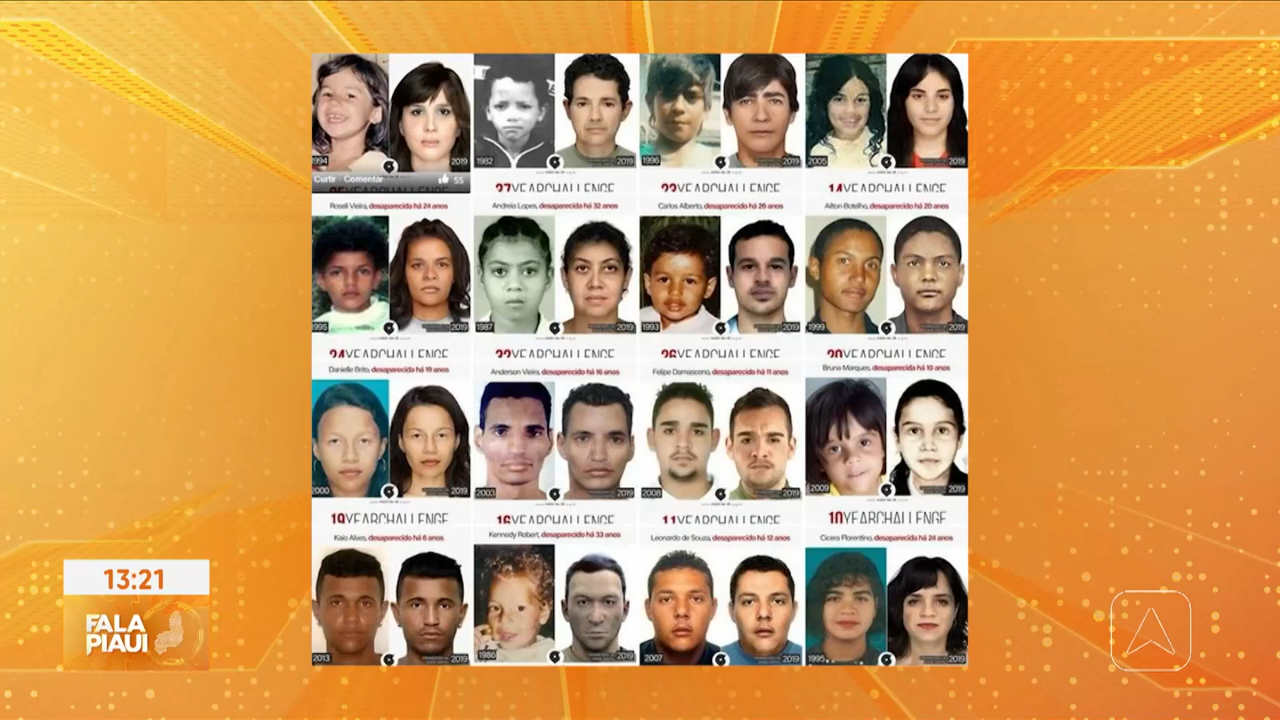 1994
2019
1982
2019
1996
2019
2005
2019
Curtir · Comentar
55
37YEARCHALLENGE
23YEARCHALLENGE
14YEARCHALLENGE
Roseli Vieira, desaparecida há 24 anos
Andréia Lopes, desaparecida há 32 anos
Carlos Alberto, desaparecido há 26 anos
Ailton Botelho, desaparecido há 20 anos
1995
2019
1987
2019
1993
2019
1999
2019
24YEARCHALLENGE
32YEARCHALLENGE
26YEARCHALLENGE
20YEARCHALLENGE
Danielle Brito, desaparecida há 19 anos
Anderson Vieira, desaparecido há 16 anos
Felipe Damasceno, desaparecido há 11 anos
Bruna Marques, desaparecida há 10 anos
2000
2019
2003
2019
2008
2019
2009
2019
19YEARCHALLENGE
16YEARCHALLENGE
11YEARCHALLENGE
10YEARCHALLENGE
Kaio Alves, desaparecido há 6 anos
Kennedy Robert, desaparecido há 33 anos
Leonardo de Souza, desaparecido há 12 anos
Cícera Florentino, desaparecida há 24 anos
2013
2019
1986
2019
2007
2019
1995
2019
13:21
FALA
PIAUÍ